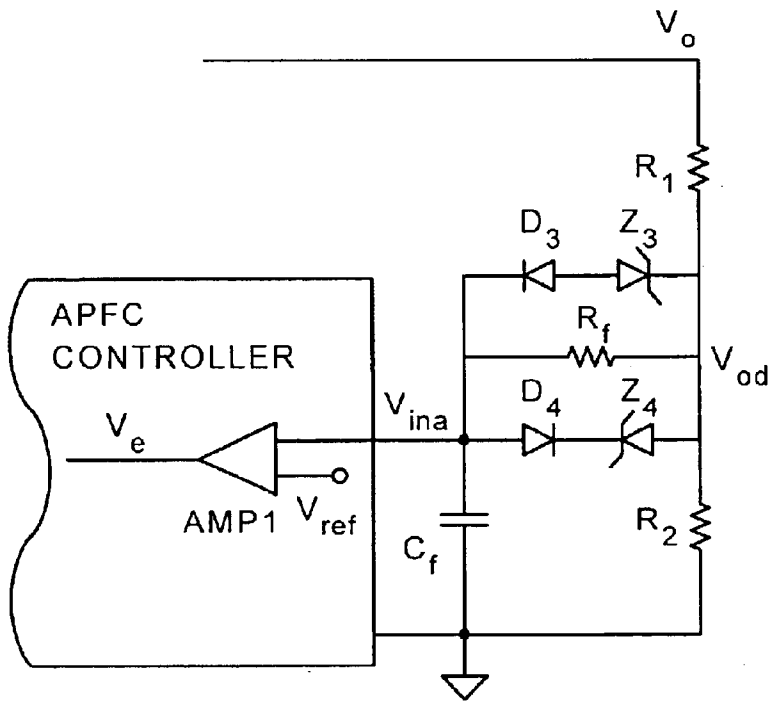 V_o
R_1
D_3 Z_3
APFC
CONTROLLER
R_f
V_od
D_4 Z_4
V_ina
V_e
AMP1
V_ref
C_f
R_2